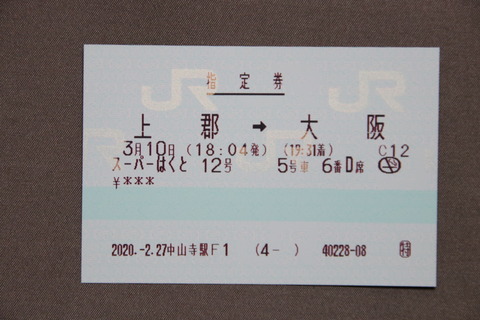 指定券
上郡 → 大阪
3月10日 (18:04発) (19:31着) C12
スーパーはくと 12号 5号車 6番D席
¥***
2020.-2.27中山寺駅F1 (4- ) 40228-08